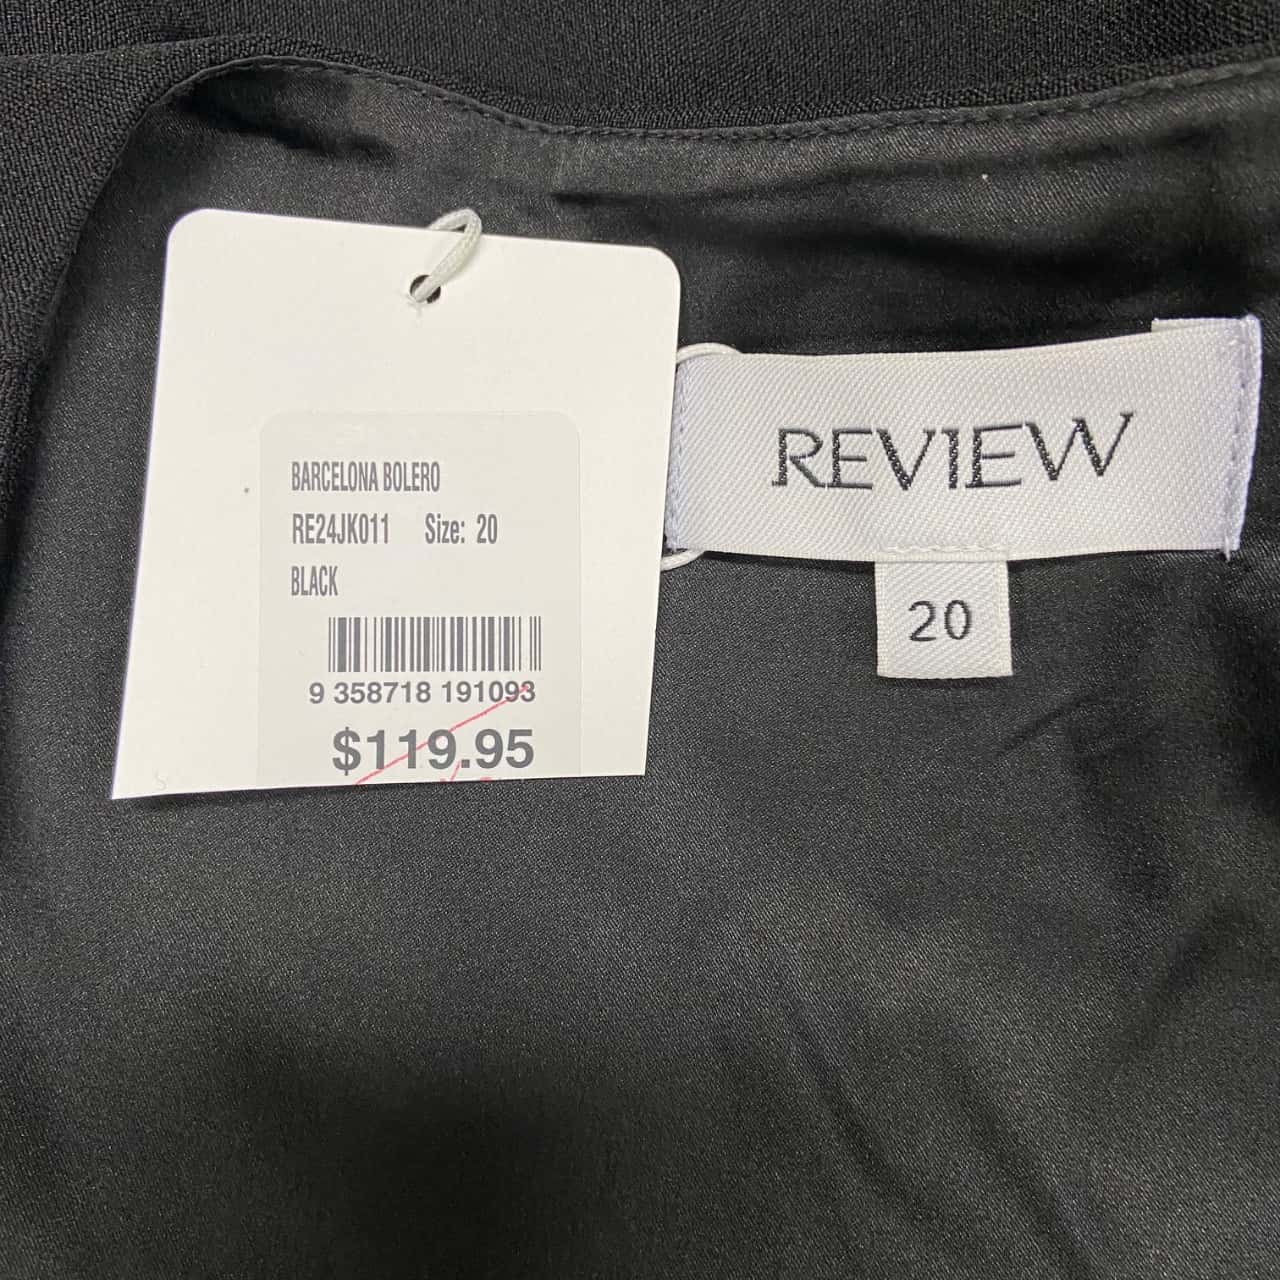 BARCELONA BOLERO
RE24JK011 Size: 20
BLACK
9 358718 191093
$119.95
REVIEW
20